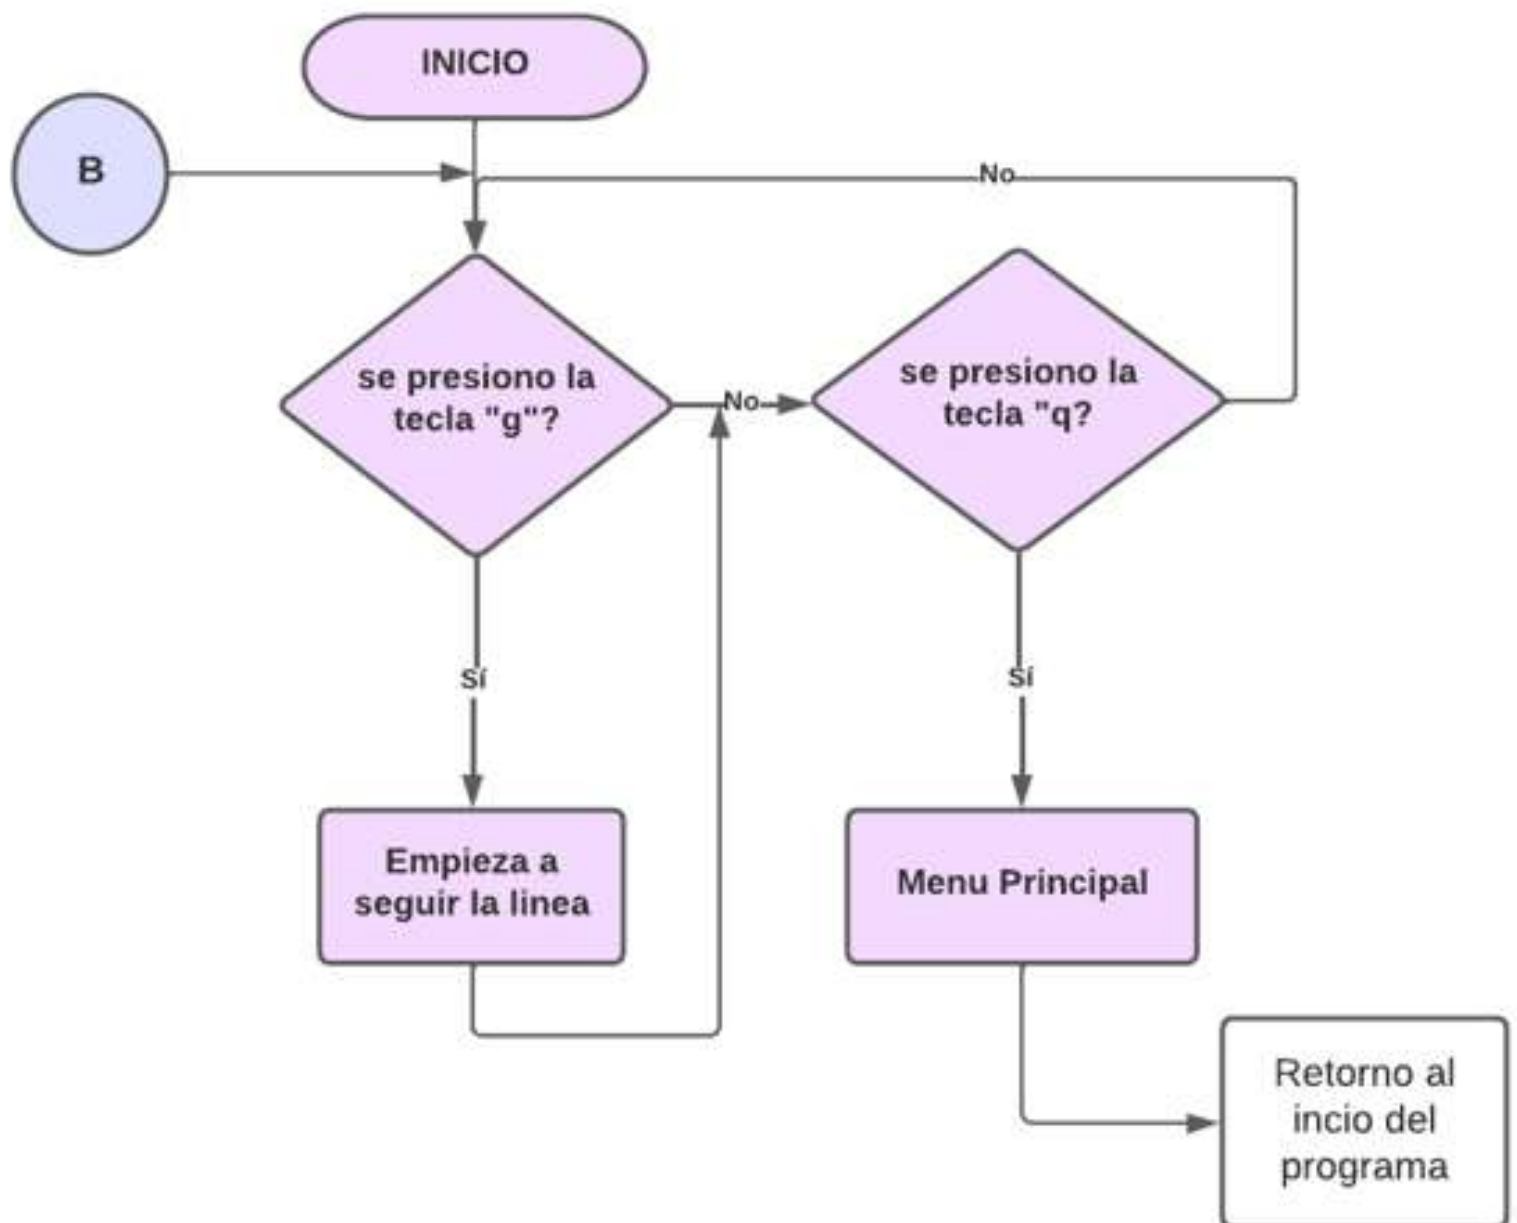 INICIO
B
No
se presiono la
tecla "g"?
No
se presiono la
tecla "q?
Sí
Sí
Empieza a
seguir la linea
Menu Principal
Retorno al
incio del
programa